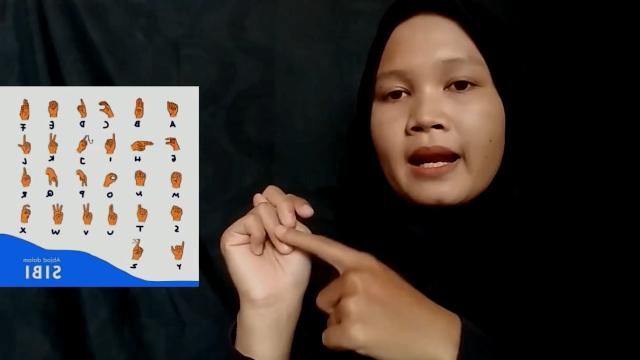 A B C D E F
G H I J K L
M N O P Q R
S T U V W X
Y Z
Abjad dalam
SIBI